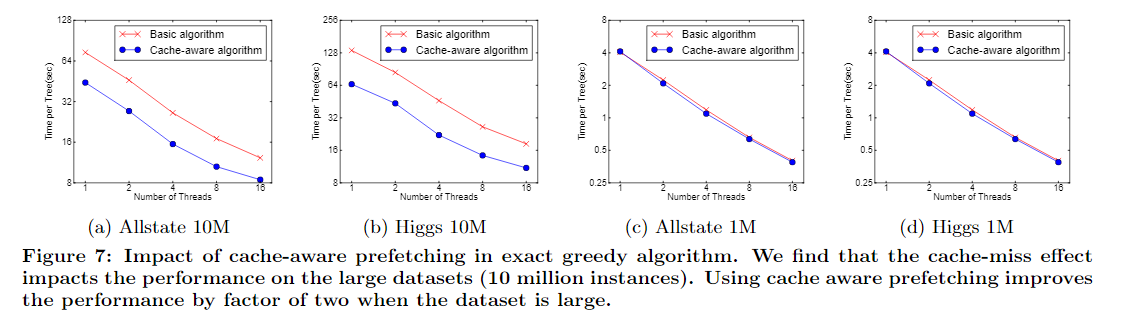 128
64
32
16
8
Time per Tree(sec)
Basic algorithm
Cache-aware algorithm
1 2 4 8 16
Number of Threads
(a) Allstate 10M
256
128
64
32
16
8
Time per Tree(sec)
Basic algorithm
Cache-aware algorithm
1 2 4 8 16
Number of Threads
(b) Higgs 10M
8
4
2
1
0.5
0.25
Time per Tree(sec)
Basic algorithm
Cache-aware algorithm
1 2 4 8 16
Number of Threads
(c) Allstate 1M
8
4
2
1
0.5
0.25
Time per Tree(sec)
Basic algorithm
Cache-aware algorithm
1 2 4 8 16
Number of Threads
(d) Higgs 1M
Figure 7: Impact of cache-aware prefetching in exact greedy algorithm. We find that the cache-miss effect
impacts the performance on the large datasets (10 million instances). Using cache aware prefetching improves
the performance by factor of two when the dataset is large.